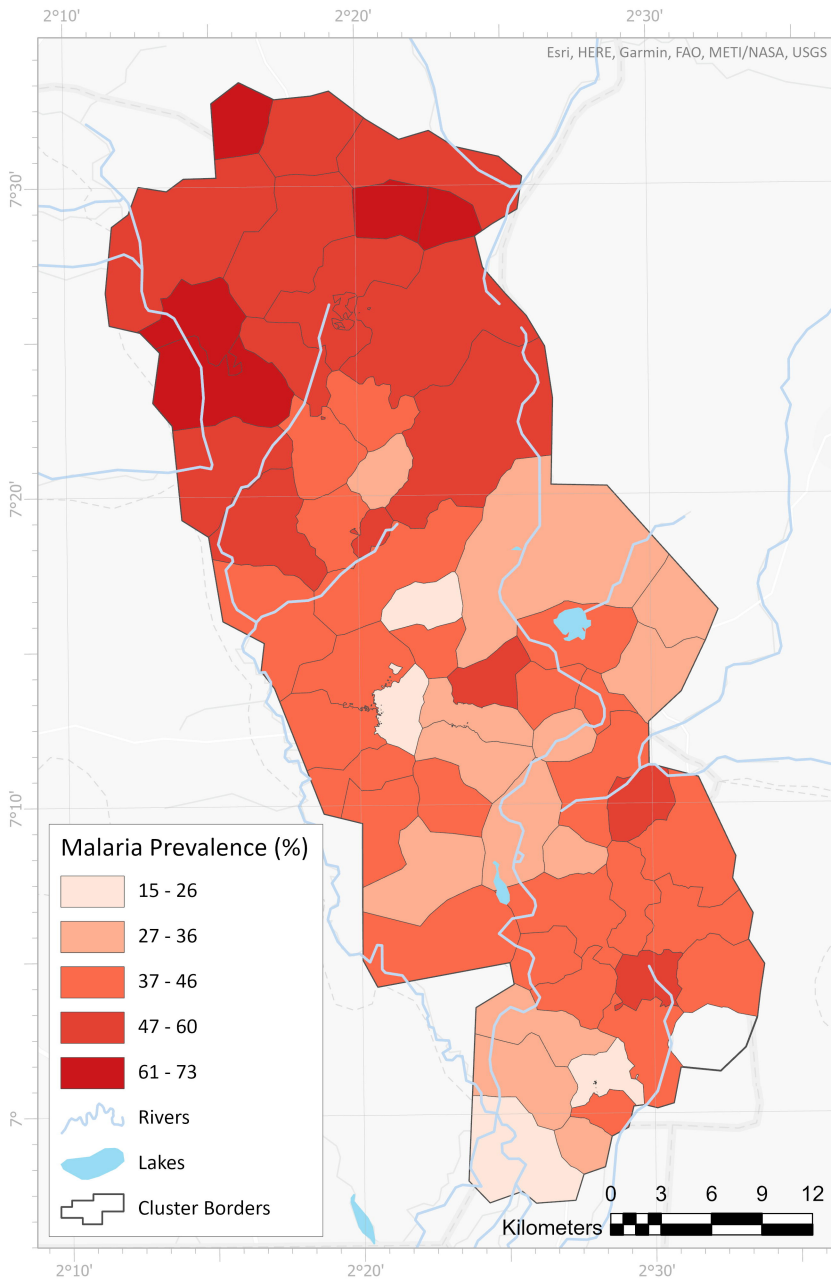 2°10'
2°20'
2°30'
Esri, HERE, Garmin, FAO, METI/NASA, USGS
7°30'
7°20'
7°10'
7°
Malaria Prevalence (%)
15 - 26
27 - 36
37 - 46
47 - 60
61 - 73
Rivers
Lakes
Cluster Borders
0 3 6 9 12
Kilometers
2°10'
2°20'
2°30'